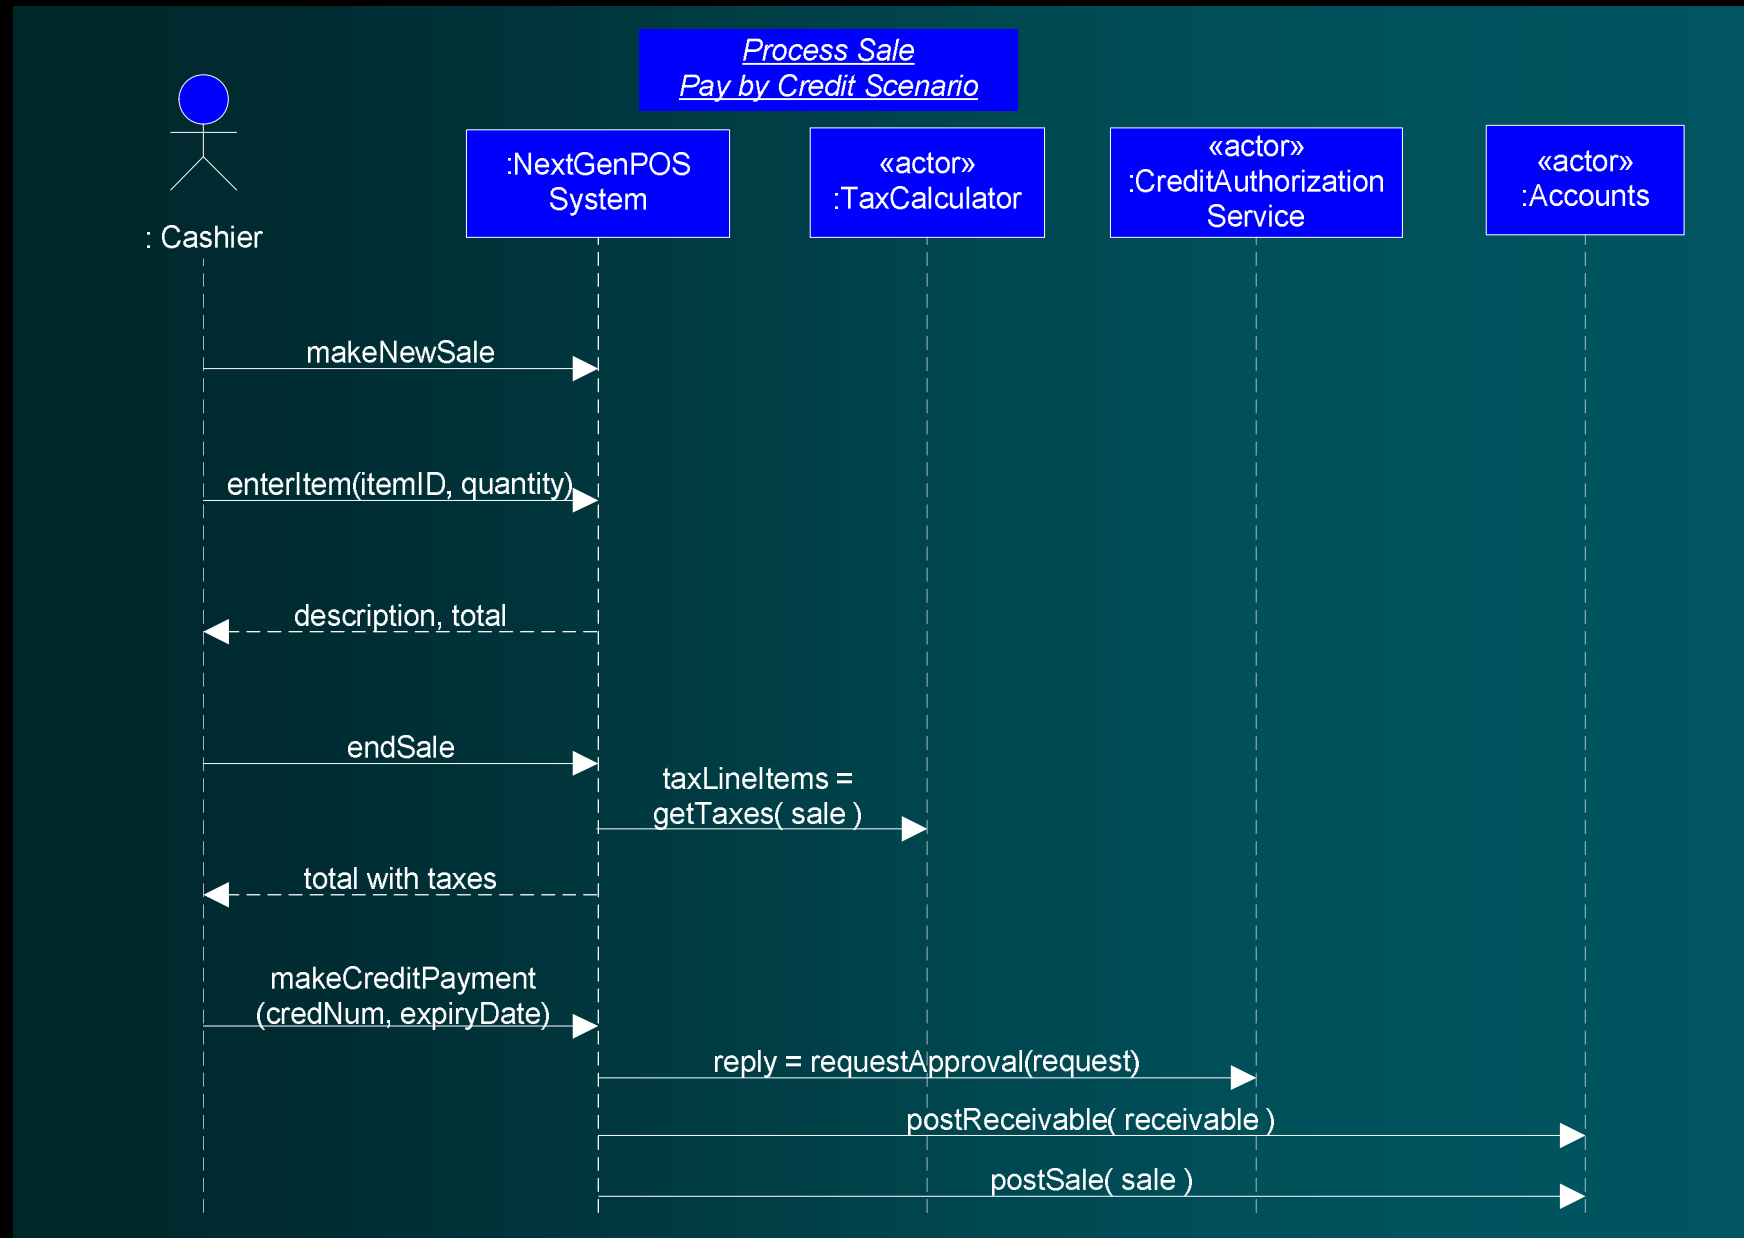 Process Sale
Pay by Credit Scenario
: Cashier
:NextGenPOS
System
«actor»
:TaxCalculator
«actor»
:CreditAuthorization
Service
«actor»
:Accounts
makeNewSale
enterItem(itemID, quantity)
description, total
endSale
taxLineItems =
getTaxes( sale )
total with taxes
makeCreditPayment
(credNum, expiryDate)
reply = requestApproval(request)
postReceivable( receivable )
postSale( sale )